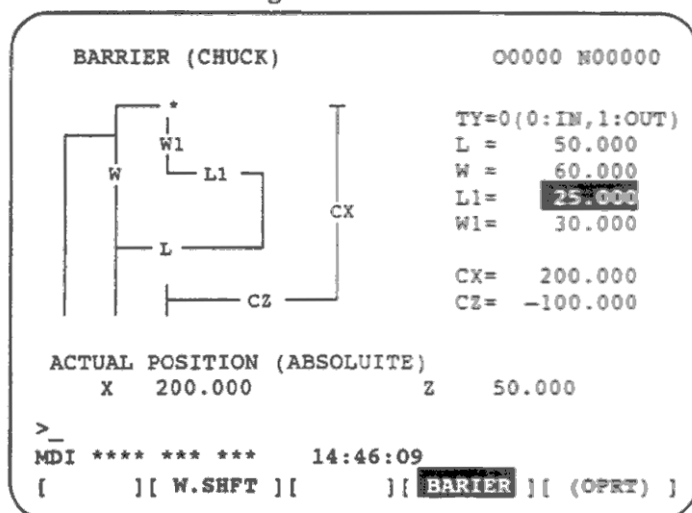 BARRIER (CHUCK) O0000 N00000
*
TY=0(0:IN,1:OUT)
W1
L = 50.000
W L1
W = 60.000
L1= 25.000
CX
W1= 30.000
L
CX= 200.000
CZ
CZ= -100.000
ACTUAL POSITION (ABSOLUITE)
X 200.000 Z 50.000
>_
MDI **** *** *** 14:46:09
[ ][ W.SHFT ][ ][ BARIER ][ (OPRT) ]